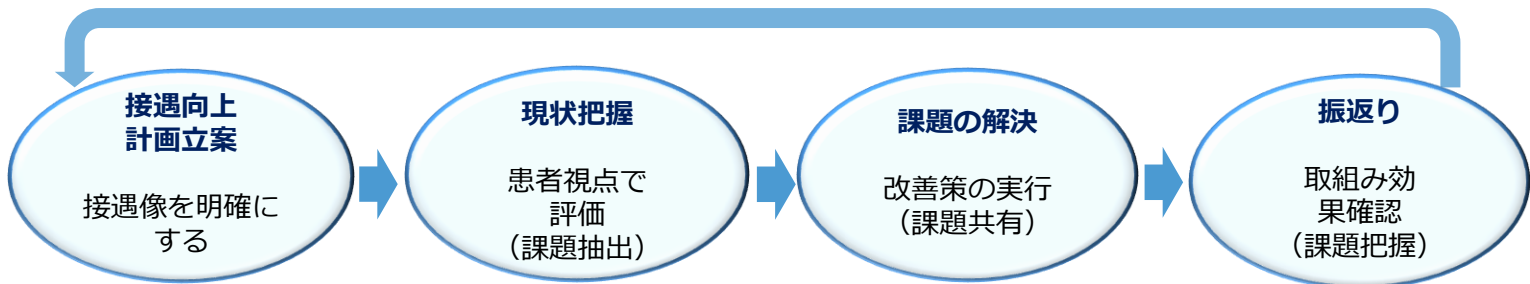 接遇向上
計画立案
接遇像を明確に
する
現状把握
患者視点で
評価
（課題抽出）
課題の解決
改善策の実行
（課題共有）
振返り
取組み効
果確認
（課題把握）